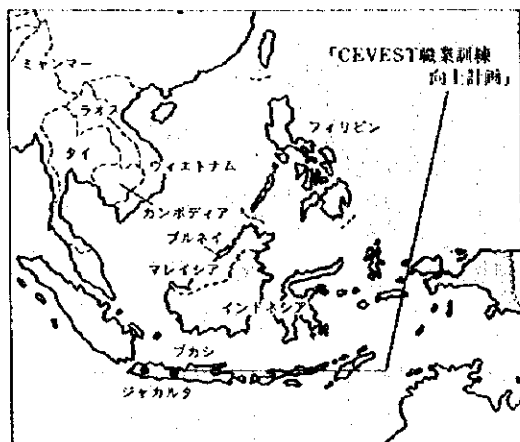 「CEVEST職業訓練
向上計画」
ミャンマー
ラオス
タイ
フィリピン
ヴィエトナム
カンボディア
ブルネイ
マレイシア
インドネシア
ブカシ
ジャカルタ